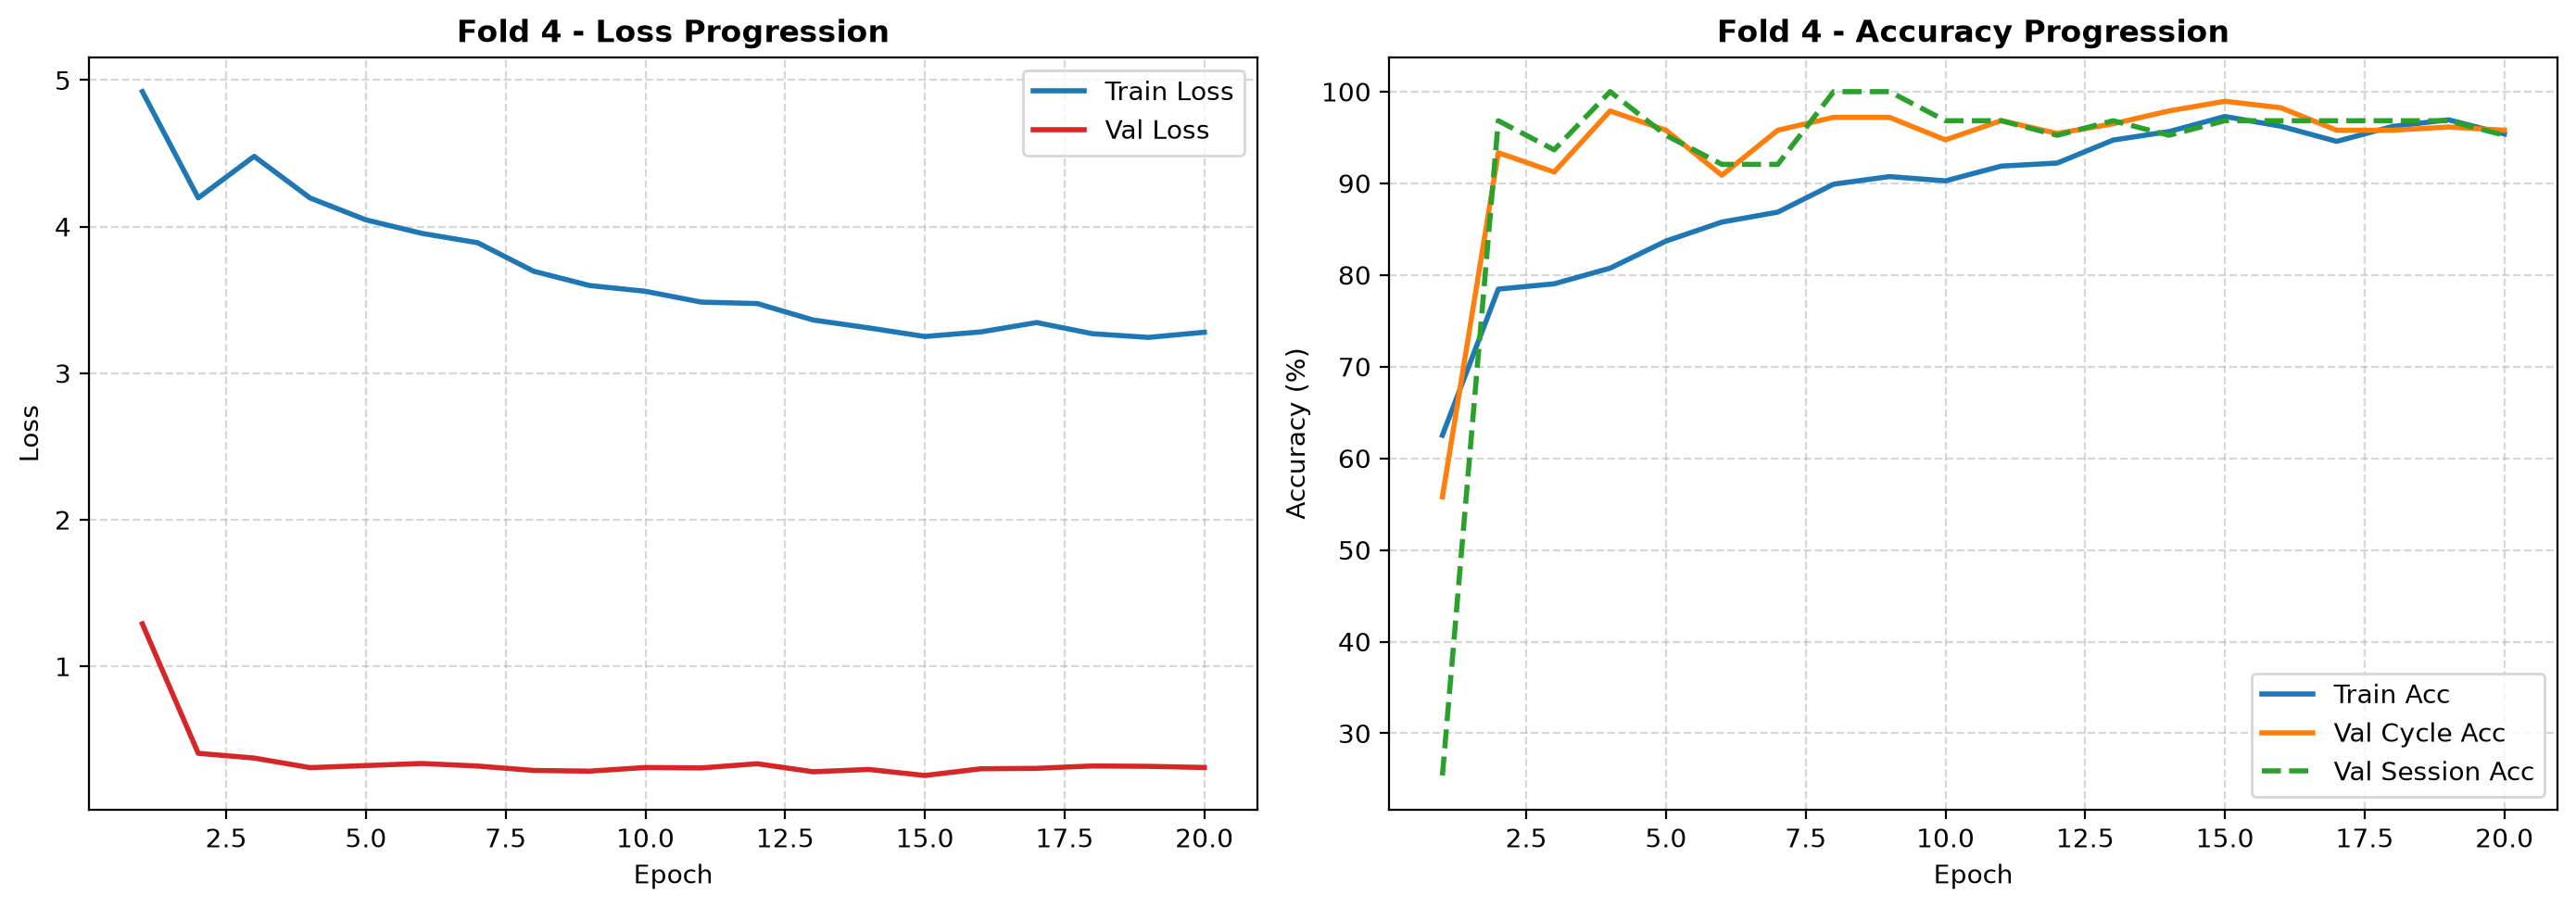 Fold 4 - Loss Progression
5
4
3
2
1
Loss
Train Loss
Val Loss
2.5 5.0 7.5 10.0 12.5 15.0 17.5 20.0
Epoch
Fold 4 - Accuracy Progression
100
90
80
70
60
50
40
30
Accuracy (%)
Train Acc
Val Cycle Acc
Val Session Acc
2.5 5.0 7.5 10.0 12.5 15.0 17.5 20.0
Epoch